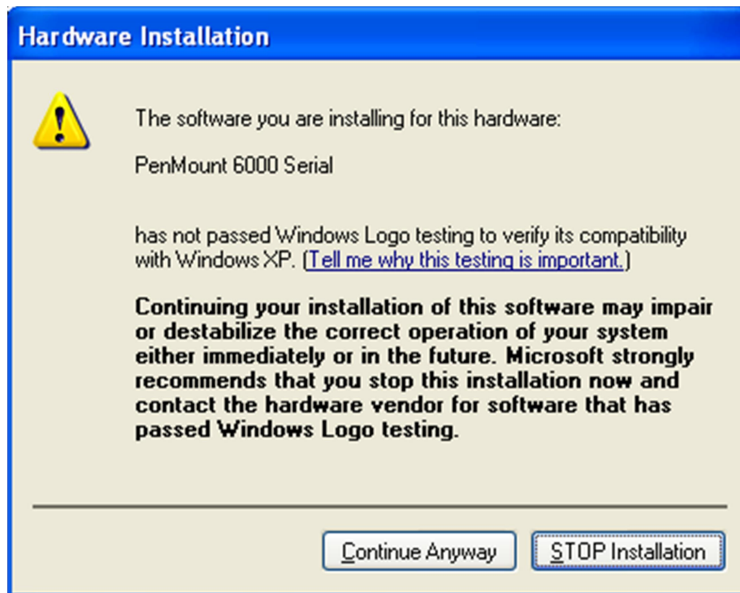 Hardware Installation
The software you are installing for this hardware:
PenMount 6000 Serial
has not passed Windows Logo testing to verify its compatibility
with Windows XP. (Tell me why this testing is important.)
Continuing your installation of this software may impair
or destabilize the correct operation of your system
either immediately or in the future. Microsoft strongly
recommends that you stop this installation now and
contact the hardware vendor for software that has
passed Windows Logo testing.
Continue Anyway
STOP Installation